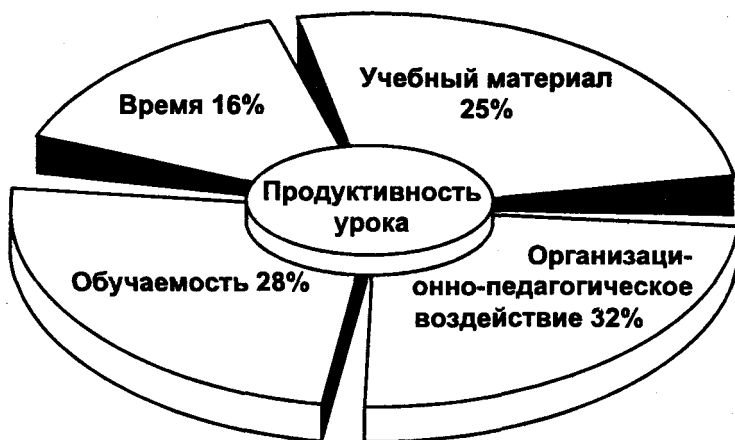 Время 16%
Учебный материал
25%
Продуктивность
урока
Обучаемость 28%
Организаци-
онно-педагогическое
воздействие 32%